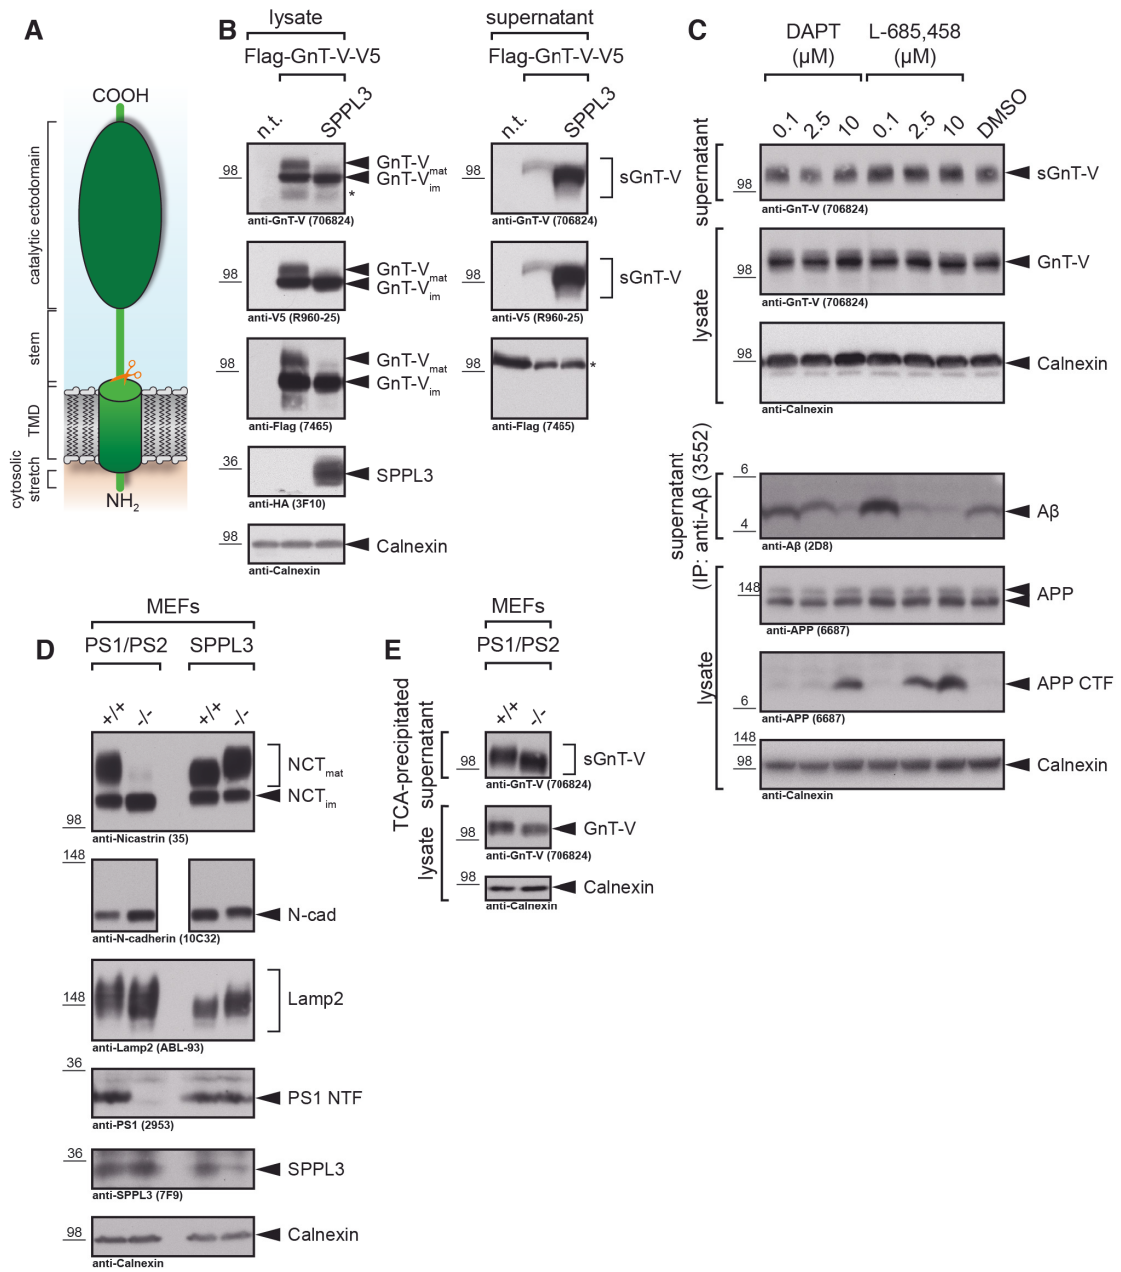 A
COOH
catalytic ectodomain
stem
TMD
cytosolic
stretch
NH2
B
lysate
supernatant
Flag-GnT-V-V5
Flag-GnT-V-V5
n.t.
SPPL3
n.t.
SPPL3
98
GnT-Vmat
GnT-Vim
*
anti-GnT-V (706824)
98
sGnT-V
anti-GnT-V (706824)
98
GnT-Vmat
GnT-Vim
anti-V5 (R960-25)
98
sGnT-V
anti-V5 (R960-25)
98
GnT-Vmat
GnT-Vim
anti-Flag (7465)
98
*
anti-Flag (7465)
36
SPPL3
anti-HA (3F10)
98
Calnexin
anti-Calnexin
C
DAPT
(µM)
L-685,458
(µM)
0.1 2.5 10 0.1 2.5 10 DMSO
supernatant
98
sGnT-V
anti-GnT-V (706824)
lysate
98
GnT-V
anti-GnT-V (706824)
98
Calnexin
anti-Calnexin
supernatant
(IP: anti-Aβ (3552)
6
4
Aβ
anti-Aβ (2D8)
lysate
148
APP
anti-APP (6687)
6
APP CTF
anti-APP (6687)
148
98
Calnexin
anti-Calnexin
D
MEFs
PS1/PS2 SPPL3
+/+ -/- +/+ -/-
NCTmat
NCTim
98
anti-Nicastrin (35)
148
N-cad
anti-N-cadherin (10C32)
148
Lamp2
anti-Lamp2 (ABL-93)
36
PS1 NTF
anti-PS1 (2953)
36
SPPL3
anti-SPPL3 (7F9)
98
Calnexin
anti-Calnexin
E
MEFs
PS1/PS2
+/+ -/-
TCA-precipitated
supernatant
98
sGnT-V
anti-GnT-V (706824)
lysate
98
GnT-V
anti-GnT-V (706824)
98
Calnexin
anti-Calnexin